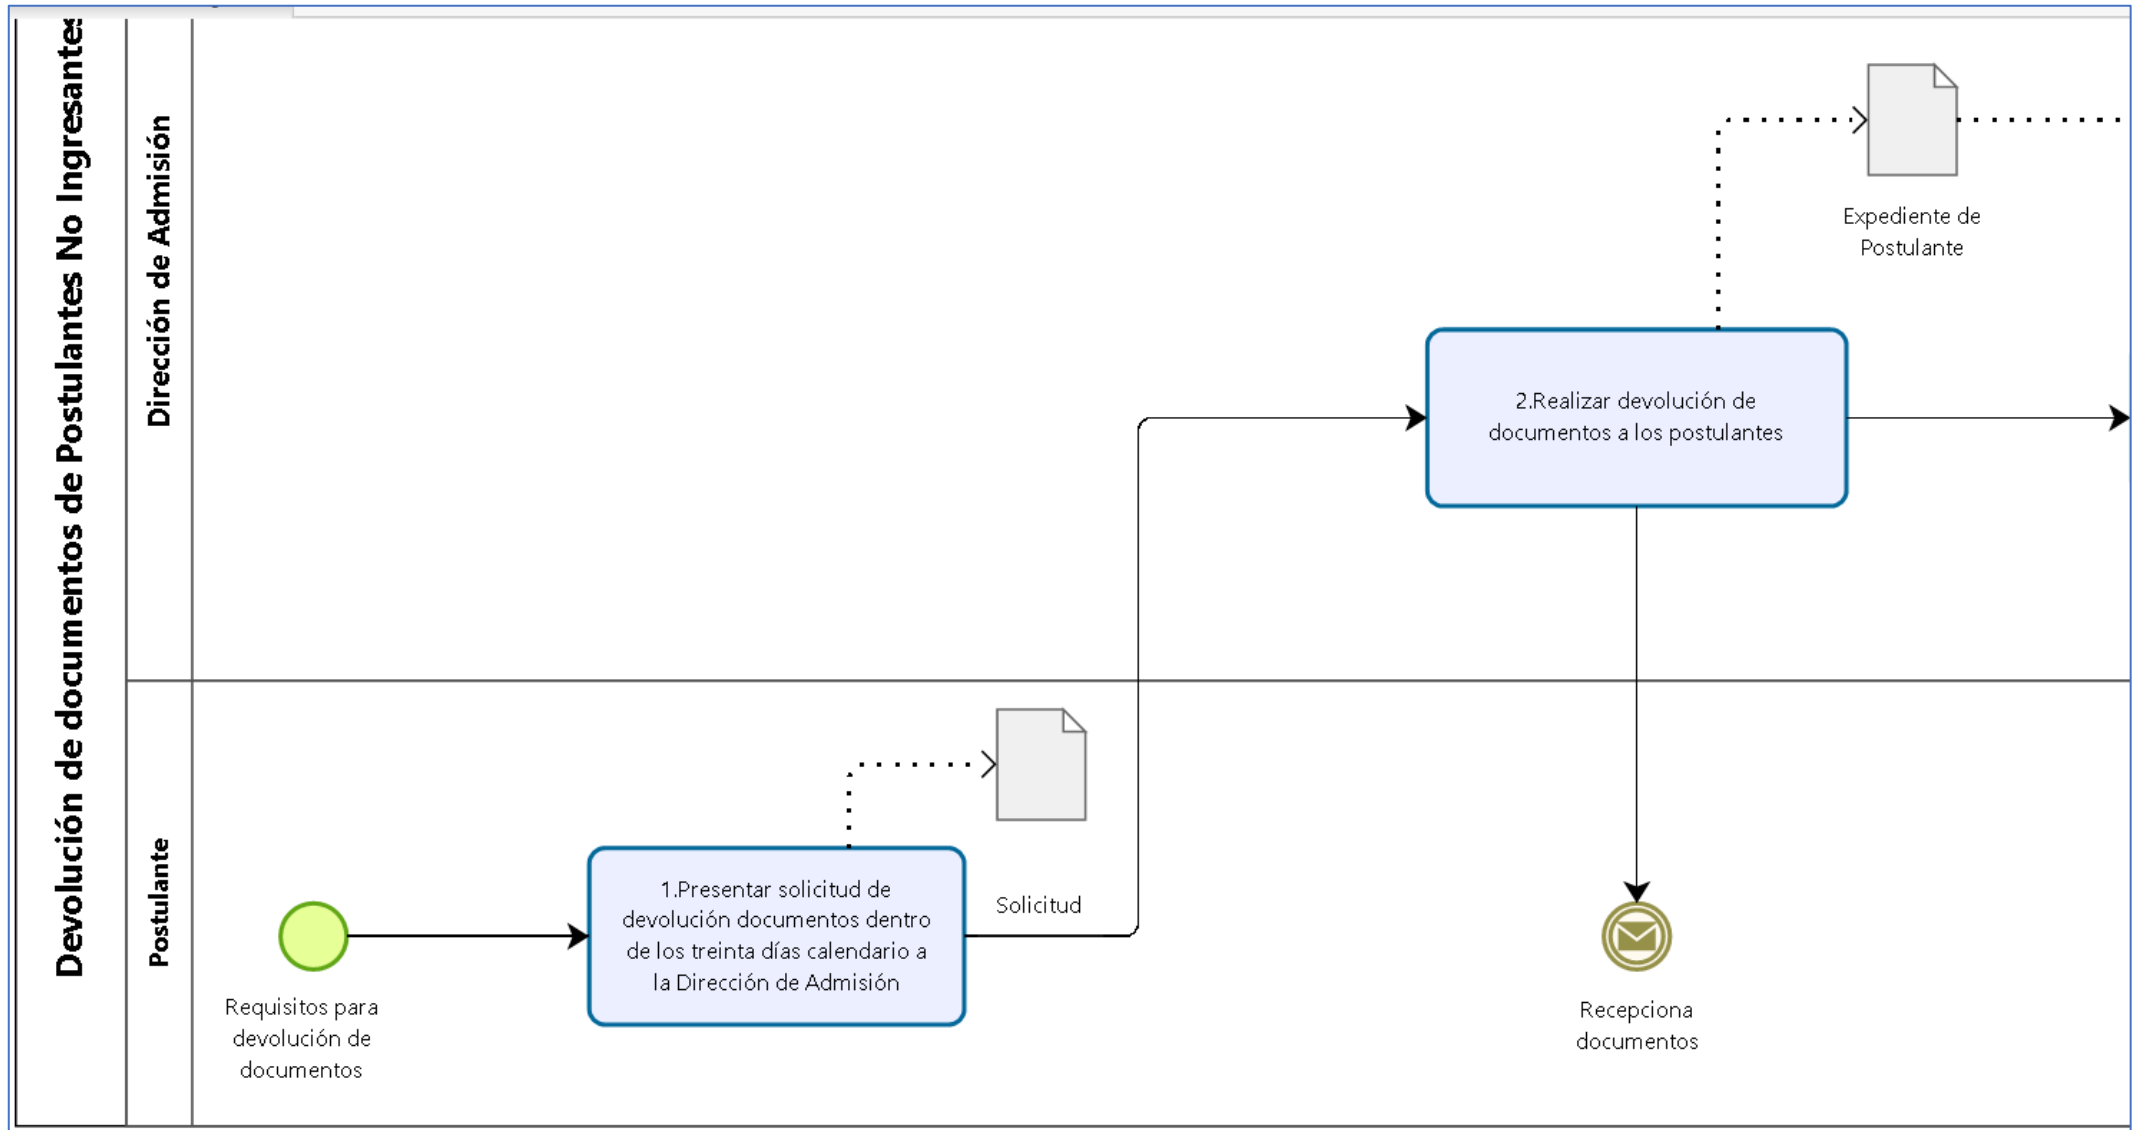 Devolución de documentos de Postulantes No Ingresantes
Dirección de Admisión
Expediente de
Postulante
2.Realizar devolución de
documentos a los postulantes
Postulante
Requisitos para
devolución de
documentos
1.Presentar solicitud de
devolución documentos dentro
de los treinta días calendario a
la Dirección de Admisión
Solicitud
Recepciona
documentos